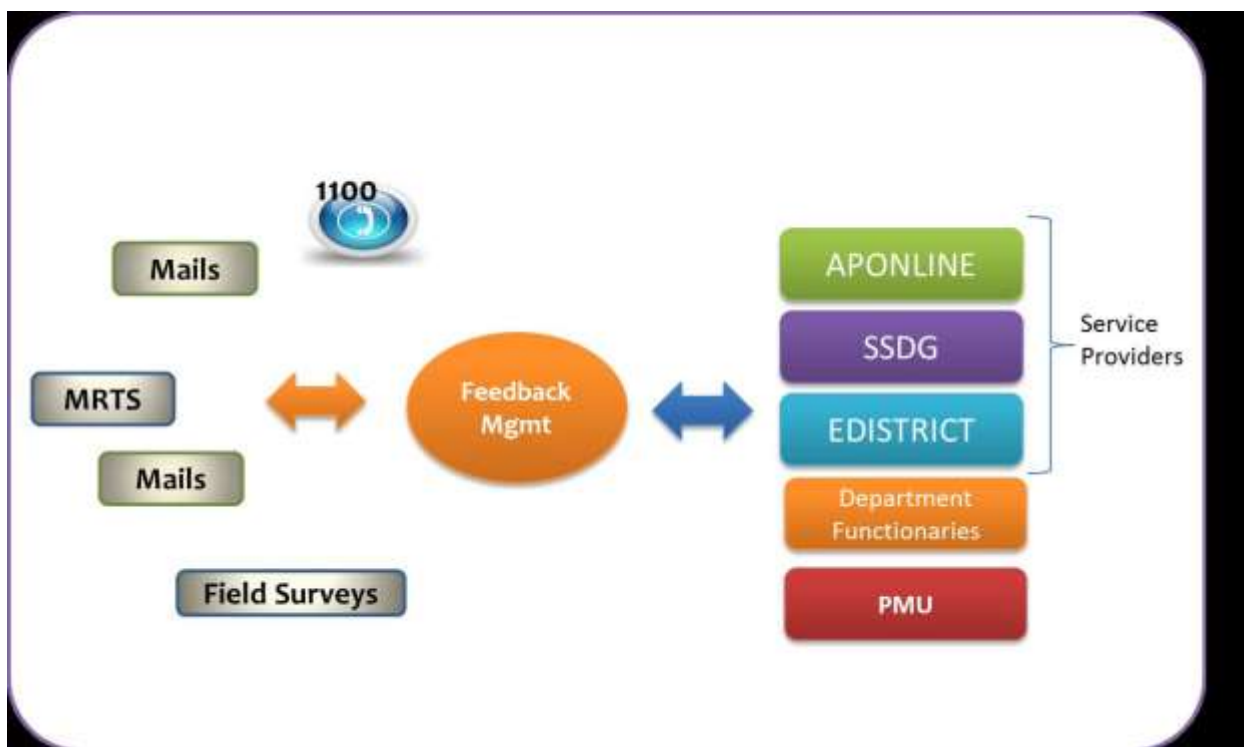 1100
Mails
MRTS
Mails
Field Surveys
Feedback
Mgmt
APONLINE
SSDG
EDISTRICT
Department
Functionaries
PMU
Service
Providers